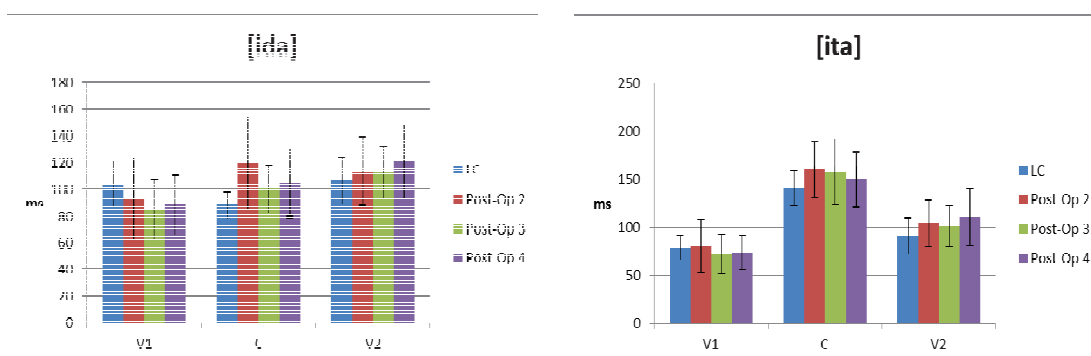 [ida]
180
160
140
120
100
80
60
40
20
0
ms
V1
C
V2
LC
Post-Op 2
Post-Op 3
Post-Op 4
[ita]
250
200
150
100
50
0
ms
V1
C
V2
LC
Post-Op 2
Post-Op 3
Post-Op 4